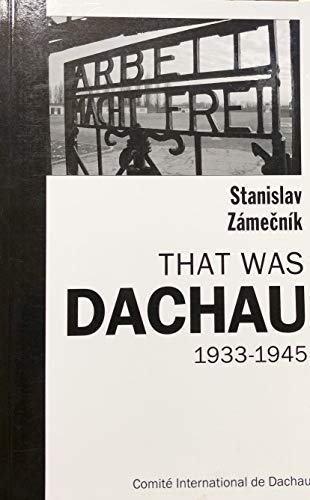 ARBEIT
MACHT FREI
Stanislav
Zámečník
THAT WAS
DACHAU
1933-1945
Comité International de Dachau